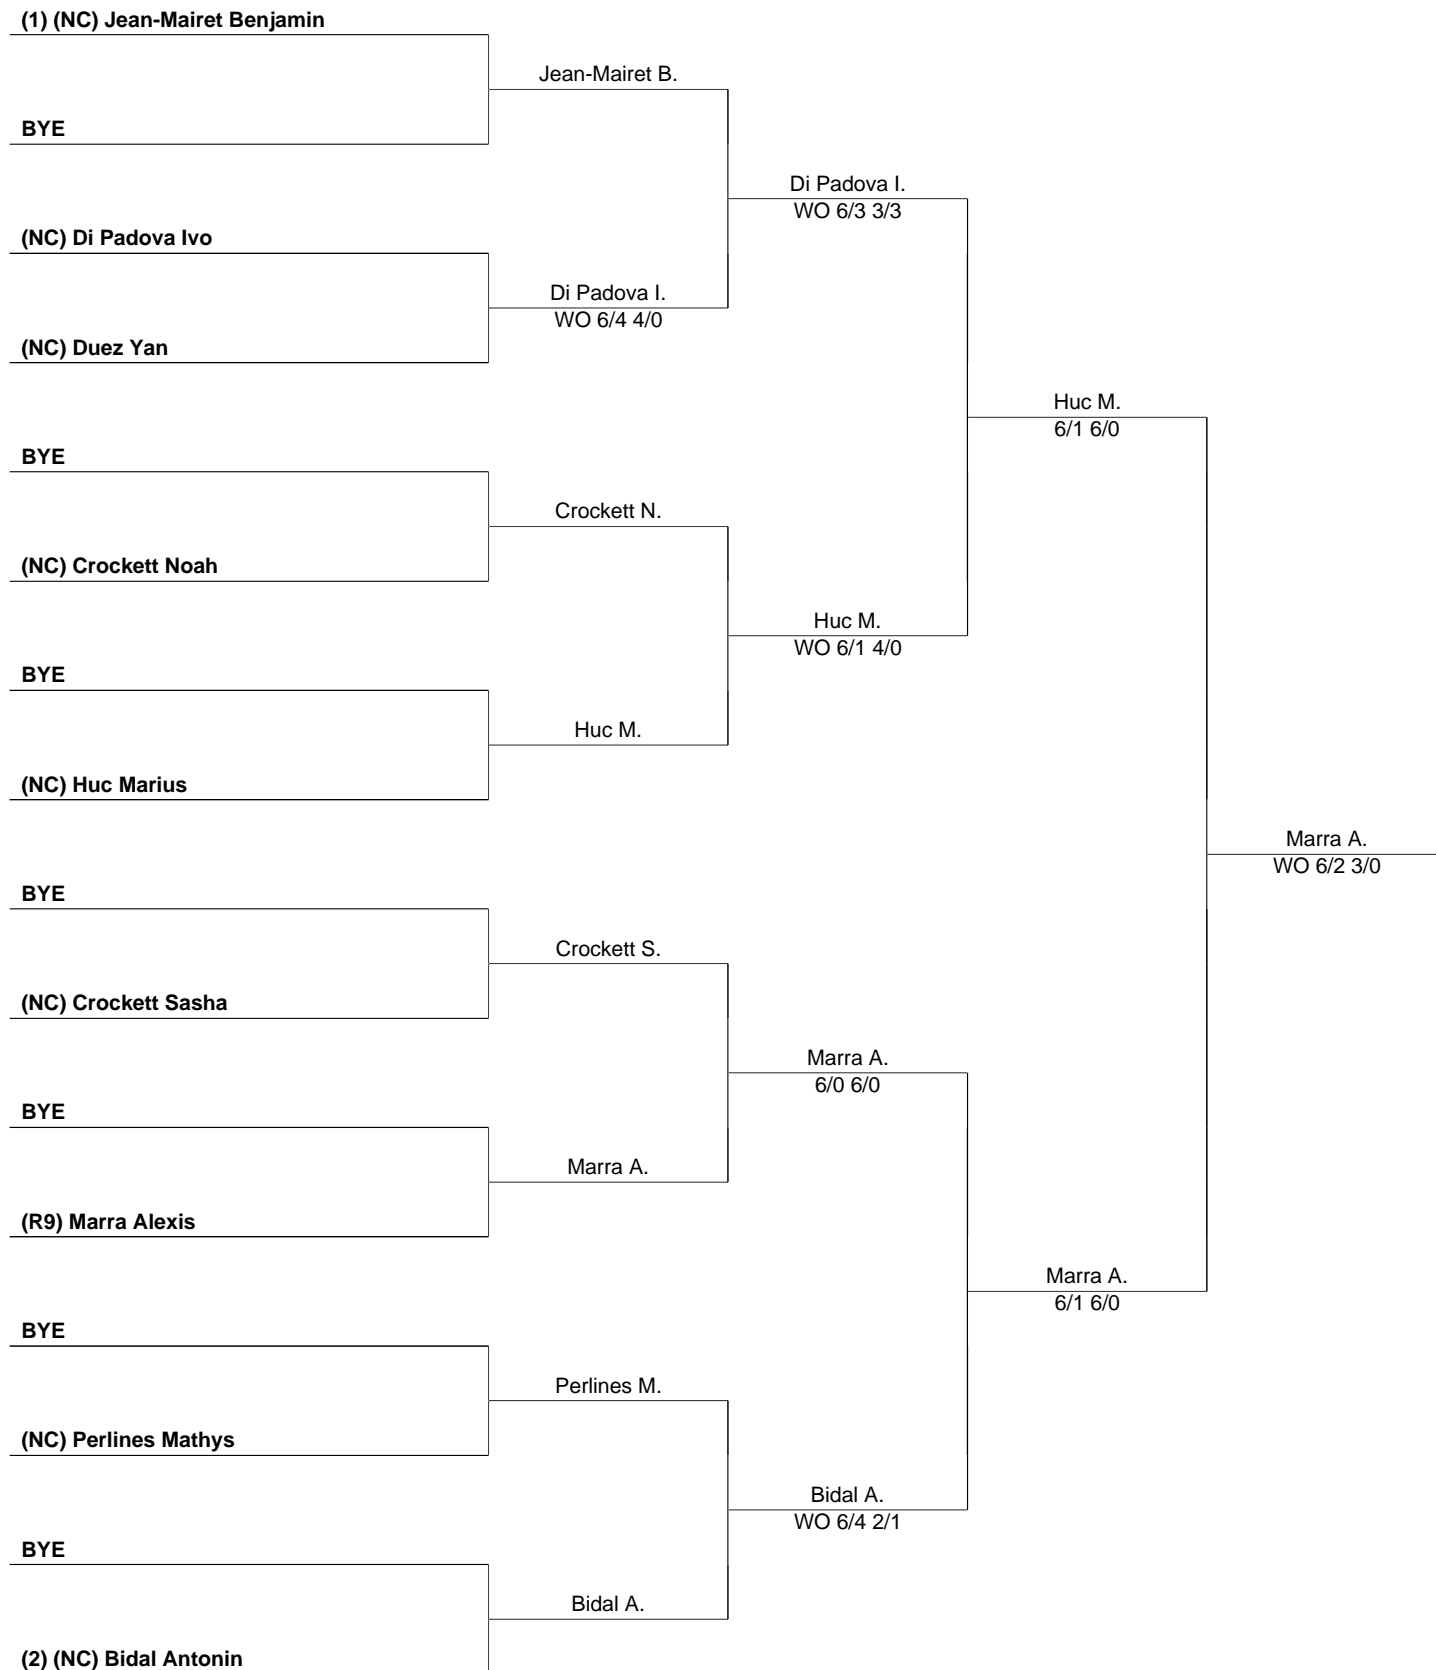 (1) (NC) Jean-Mairet Benjamin
Jean-Mairet B.
BYE
Di Padova I.
WO 6/3 3/3
(NC) Di Padova Ivo
Di Padova I.
WO 6/4 4/0
(NC) Duez Yan
Huc M.
6/1 6/0
BYE
Crockett N.
(NC) Crockett Noah
Huc M.
WO 6/1 4/0
BYE
Huc M.
(NC) Huc Marius
Marra A.
WO 6/2 3/0
BYE
Crockett S.
(NC) Crockett Sasha
Marra A.
6/0 6/0
BYE
Marra A.
(R9) Marra Alexis
Marra A.
6/1 6/0
BYE
Perlines M.
(NC) Perlines Mathys
Bidal A.
WO 6/4 2/1
BYE
Bidal A.
(2) (NC) Bidal Antonin